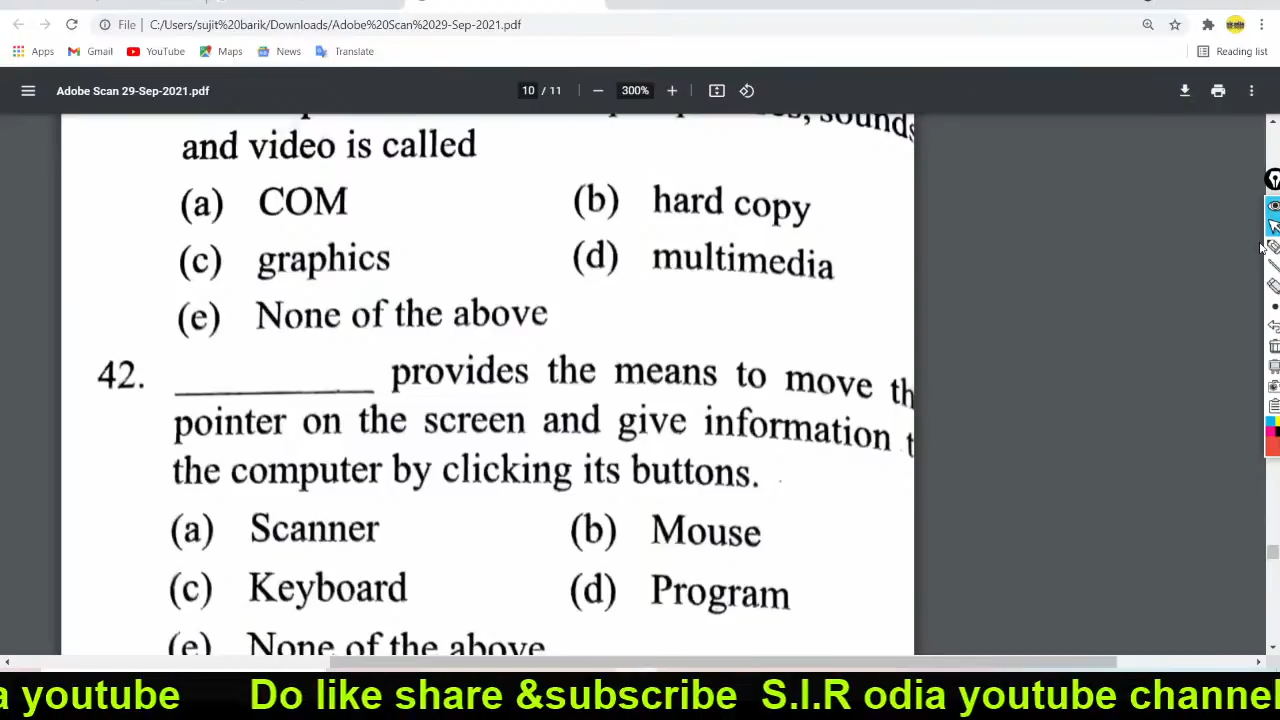 File | C:/Users/sujit%20barik/Downloads/Adobe%20Scan%2029-Sep-2021.pdf
Apps Gmail YouTube Maps News Translate Reading list
Adobe Scan 29-Sep-2021.pdf 10 / 11 — 300% +
sounds
and video is called
(a) COM (b) hard copy
(c) graphics (d) multimedia
(e) None of the above
42. __________ provides the means to move th
pointer on the screen and give information t
the computer by clicking its buttons.
(a) Scanner (b) Mouse
(c) Keyboard (d) Program
(e) None of the above
a youtube Do like share &subscribe S.I.R odia youtube channel